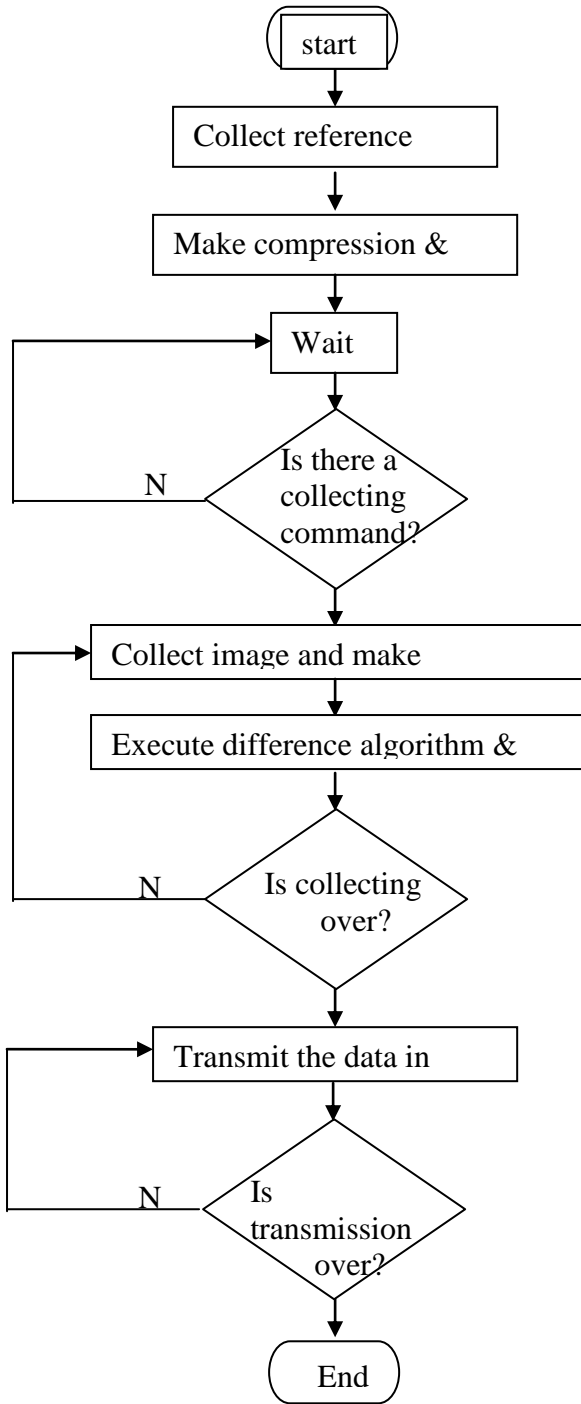 start
Collect reference
Make compression &
Wait
Is there a
collecting
command?
N
Collect image and make
Execute difference algorithm &
Is collecting
over?
N
Transmit the data in
Is
transmission
over?
N
End